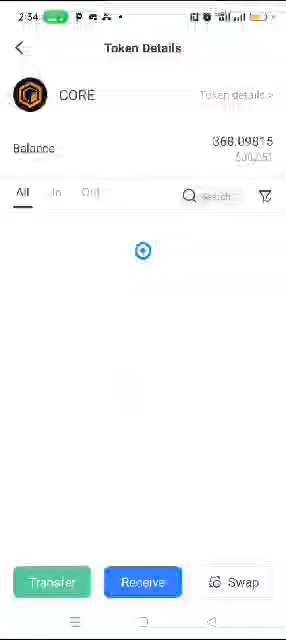 2:34
Token Details
CORE
Token details >
Balance
368.09815
All In Out
Search
Transfer
Receive
Swap